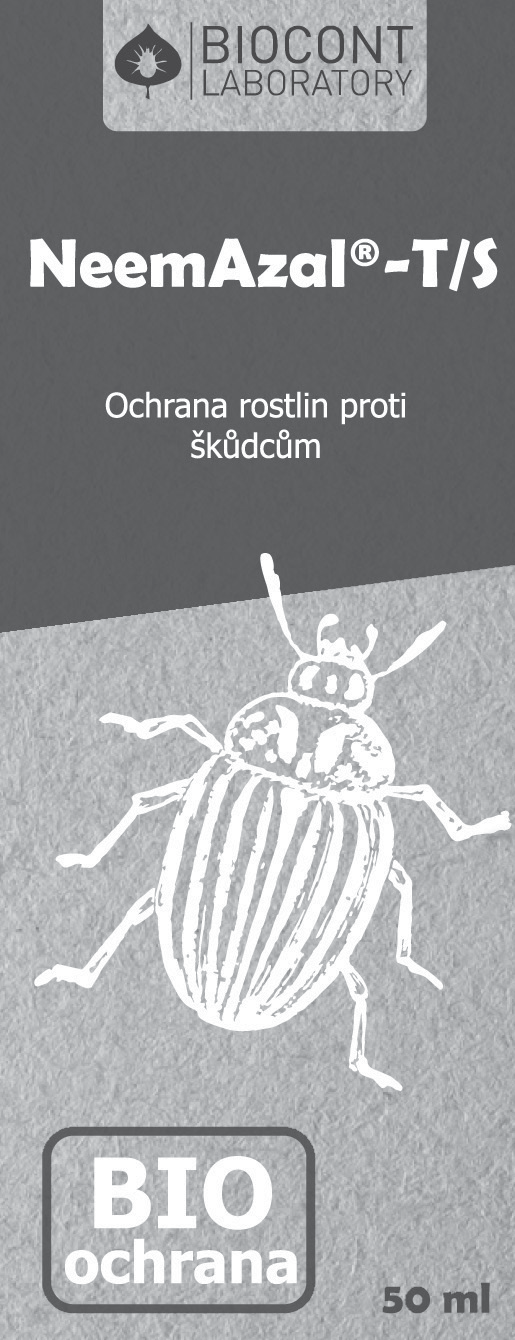 BIOCONT
LABORATORY
NeemAzal®-T/S
Ochrana rostlin proti
škůdcům
BIO
ochrana
50 ml